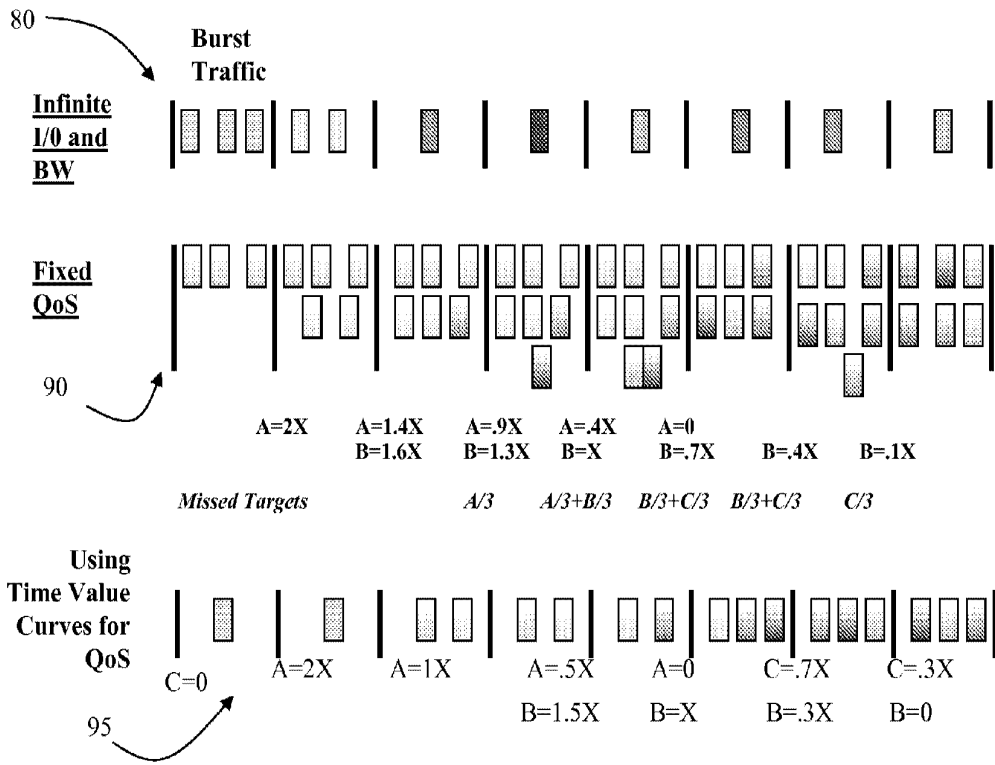 80
Burst
Traffic
Infinite
I/0 and
BW
Fixed
QoS
90
A=2X A=1.4X A=.9X A=.4X A=0
B=1.6X B=1.3X B=X B=.7X B=.4X B=.1X
Missed Targets A/3 A/3+B/3 B/3+C/3 B/3+C/3 C/3
Using
Time Value
Curves for
QoS
C=0 A=2X A=1X A=.5X A=0 C=.7X C=.3X
B=1.5X B=X B=.3X B=0
95